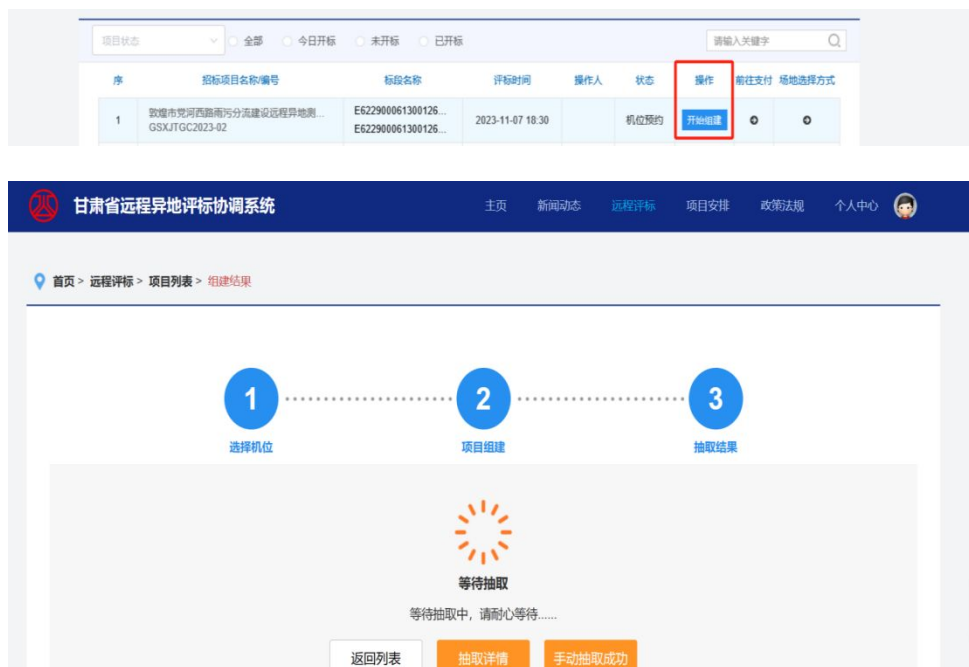 项目状态 全部 今日开标 未开标 已开标 请输入关键字
序 招标项目名称/编号 标段名称 评标时间 操作人 状态 操作 前往支付 场地选择方式
1 敦煌市党河西路雨污分流建设远程异地测... E622900061300126... 2023-11-07 18:30 机位预约 开始组建
GSXJTGC2023-02 E622900061300126...
甘肃省远程异地评标协调系统 主页 新闻动态 远程评标 项目安排 政策法规 个人中心
首页 > 远程评标 > 项目列表 > 组建结果
1 2 3
选择机位 项目组建 抽取结果
等待抽取
等待抽取中，请耐心等待......
返回列表 抽取详情 手动抽取成功